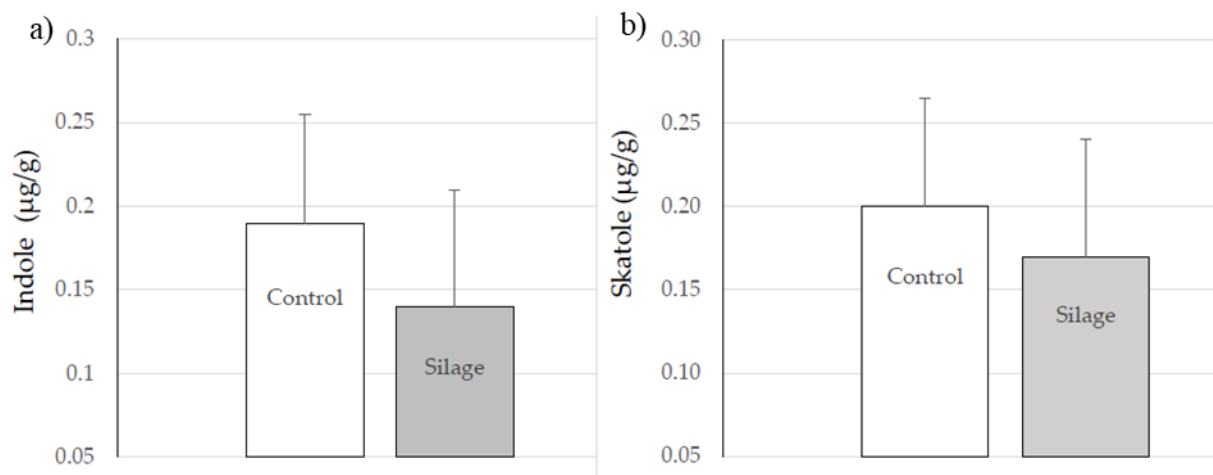 a)
Indole (µg/g)
0.3
0.25
0.2
0.15
0.1
0.05
Control
Silage
b)
Skatole (µg/g)
0.30
0.25
0.20
0.15
0.10
0.05
Control
Silage